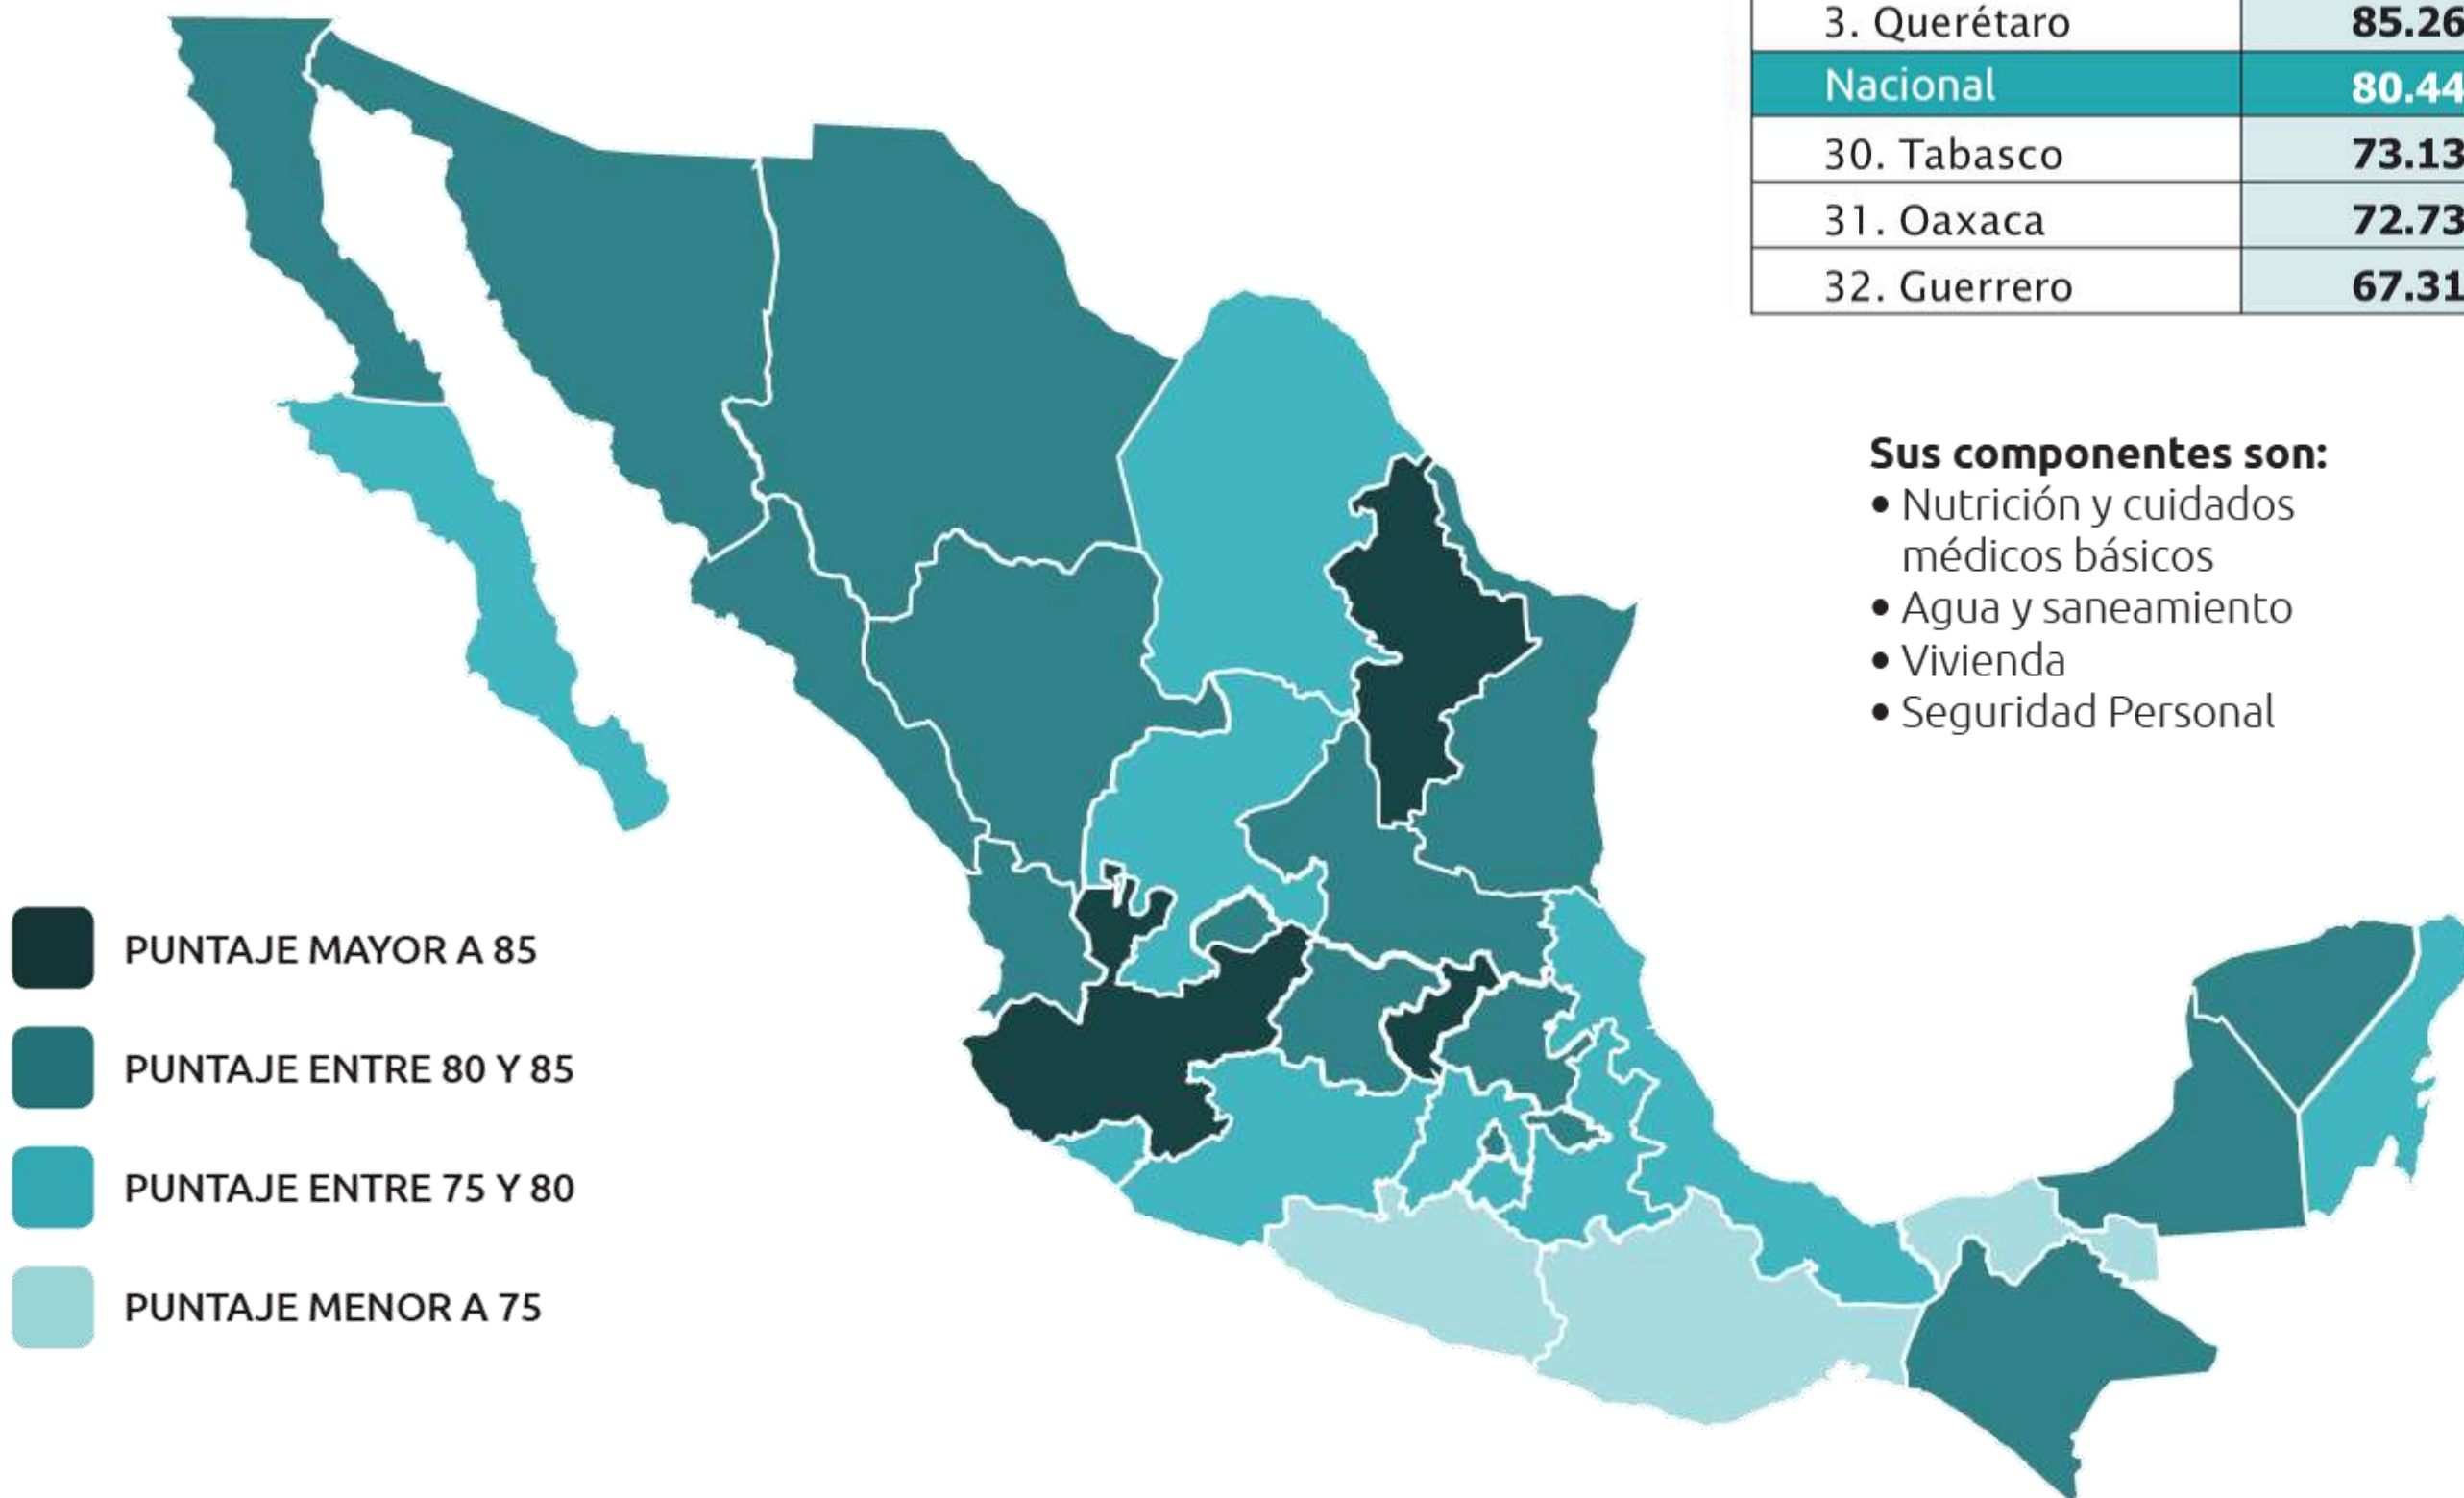 3. Querétaro 85.26
Nacional 80.44
30. Tabasco 73.13
31. Oaxaca 72.73
32. Guerrero 67.31
Sus componentes son:
• Nutrición y cuidados
médicos básicos
• Agua y saneamiento
• Vivienda
• Seguridad Personal
PUNTAJE MAYOR A 85
PUNTAJE ENTRE 80 Y 85
PUNTAJE ENTRE 75 Y 80
PUNTAJE MENOR A 75